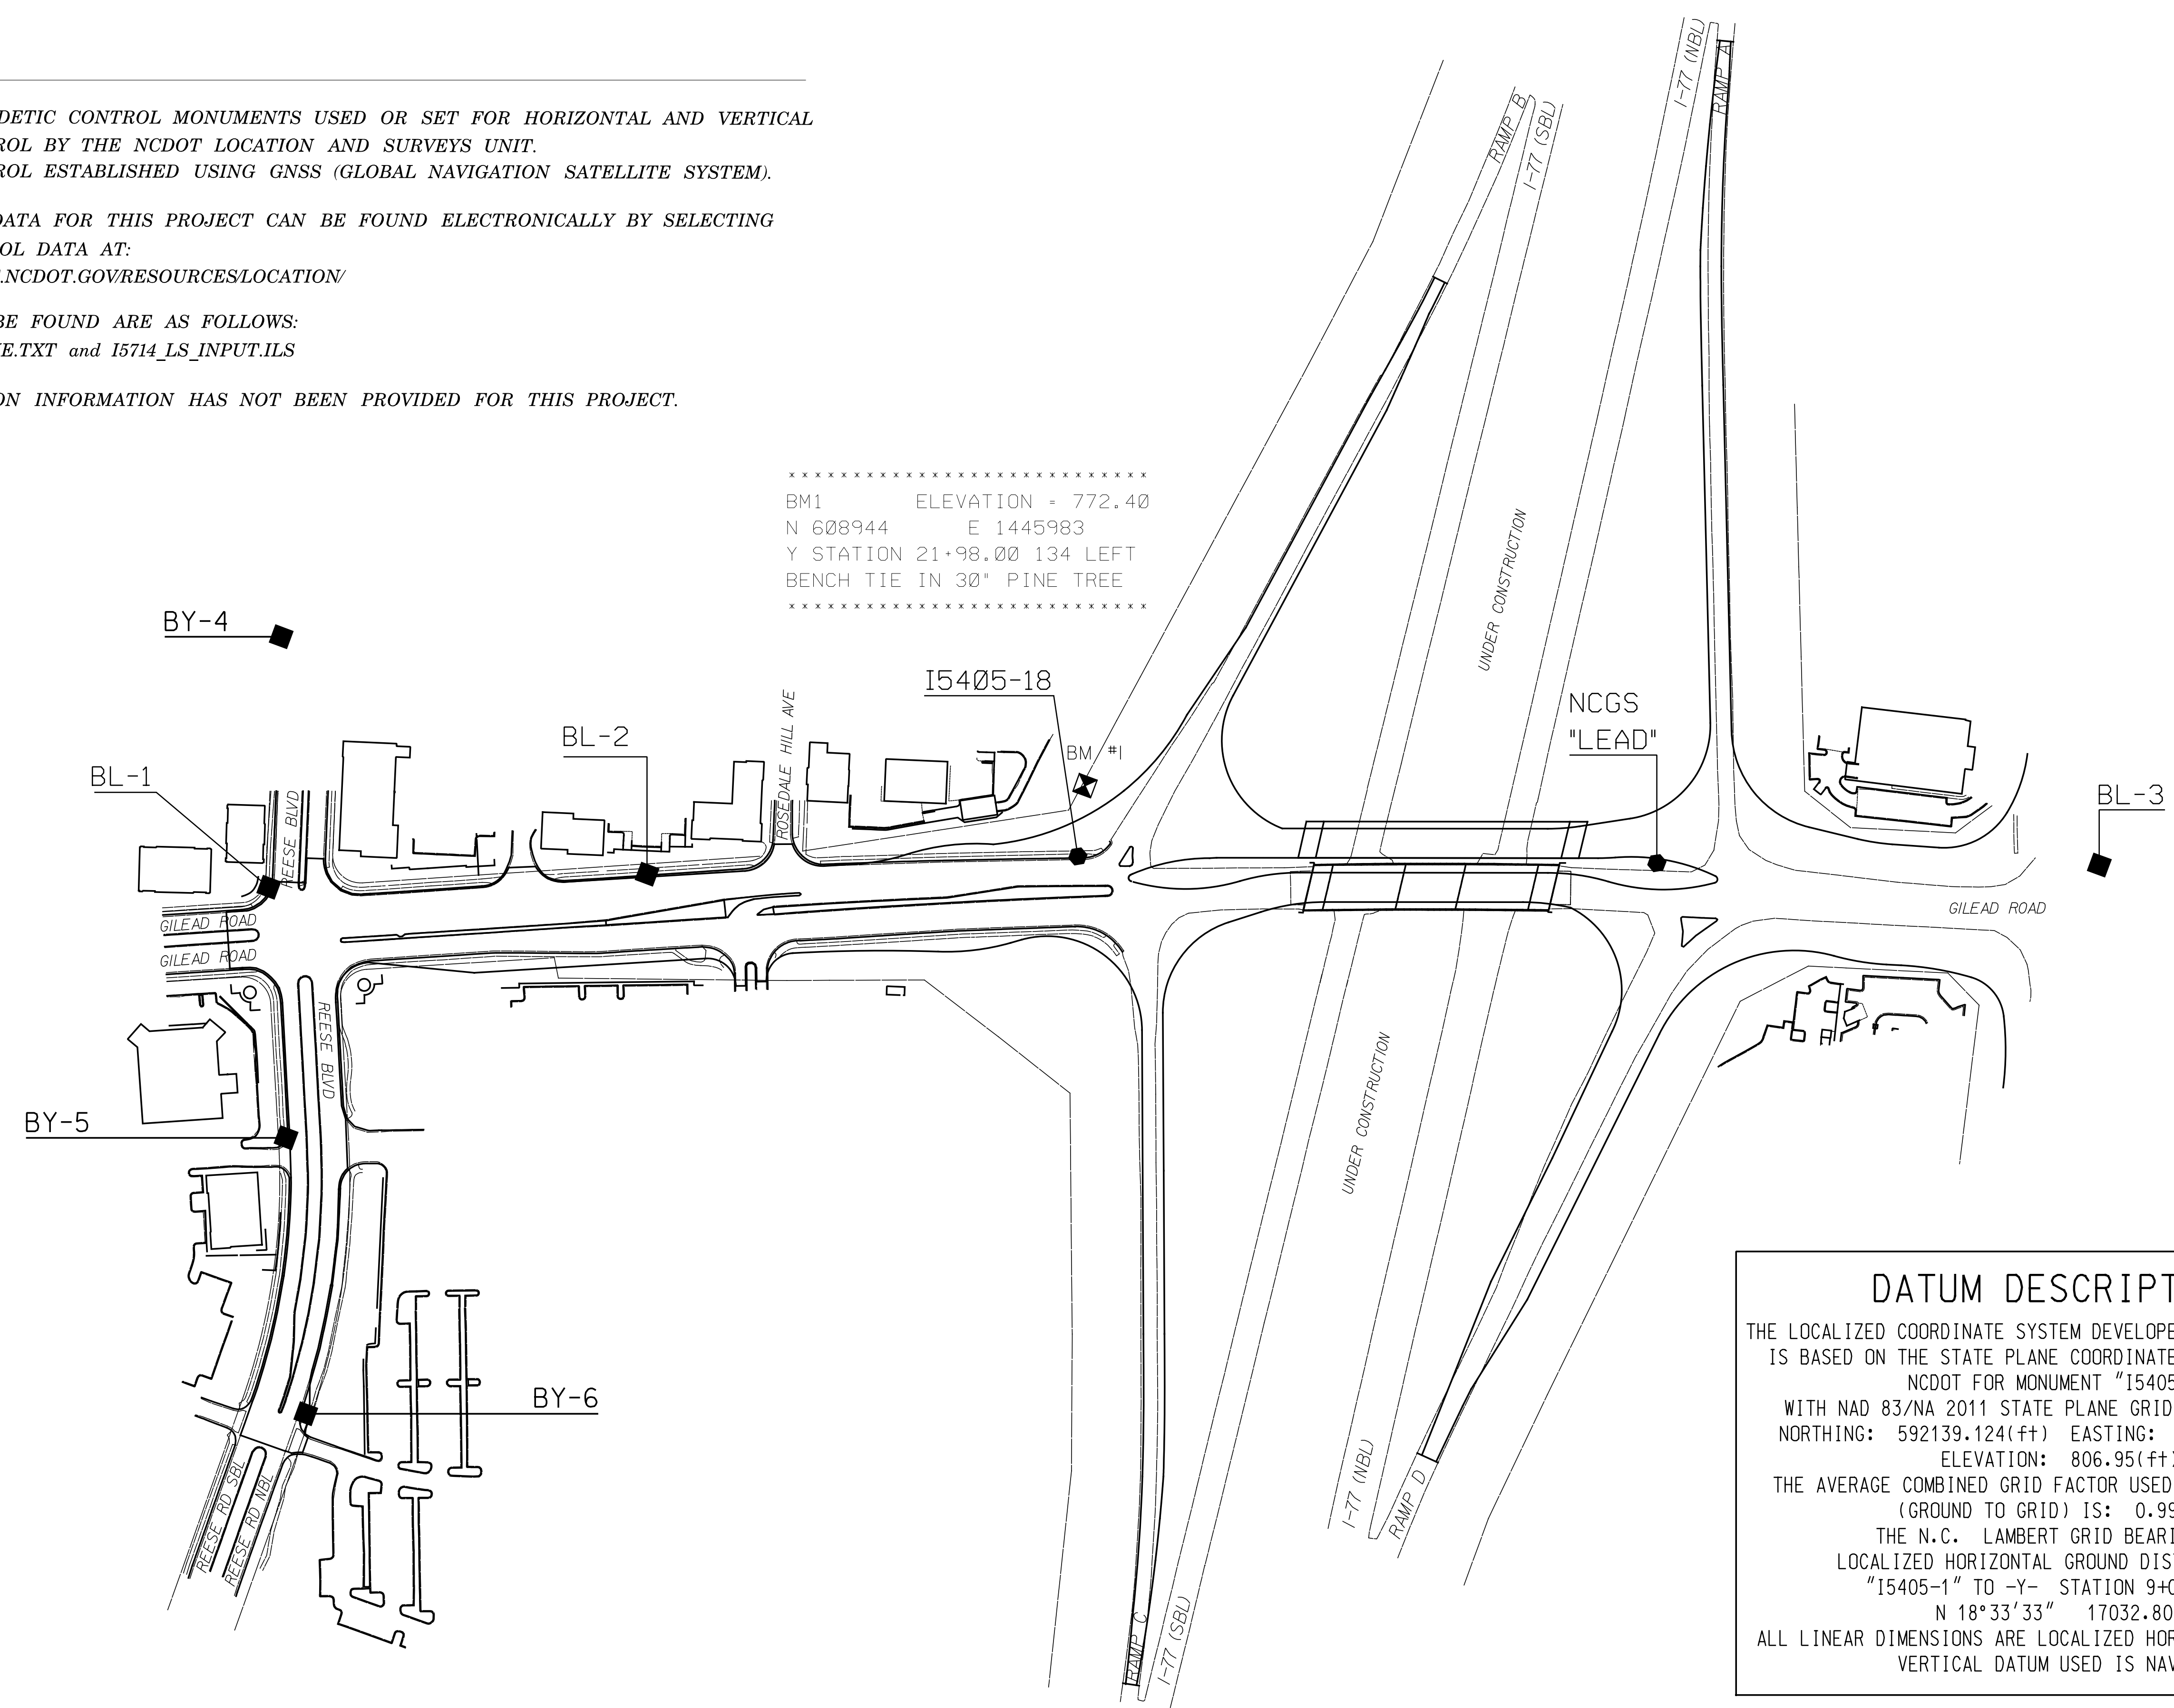 DETIC CONTROL MONUMENTS USED OR SET FOR HORIZONTAL AND VERTICAL
ROL BY THE NCDOT LOCATION AND SURVEYS UNIT.
ROL ESTABLISHED USING GNSS (GLOBAL NAVIGATION SATELLITE SYSTEM).
DATA FOR THIS PROJECT CAN BE FOUND ELECTRONICALLY BY SELECTING
OL DATA AT:
.NCDOT.GOV/RESOURCES/LOCATION/
BE FOUND ARE AS FOLLOWS:
E.TXT and I5714_LS_INPUT.ILS
ON INFORMATION HAS NOT BEEN PROVIDED FOR THIS PROJECT.
I-77 (NBL)
RAMP A
RAMP B
I-77 (SBL)
* * * * * * * * * * * * * * * * * * * * * * * * * * * *
BM1 ELEVATION = 772.40
N 608944 E 1445983
Y STATION 21+98.00 134 LEFT
BENCH TIE IN 30" PINE TREE
* * * * * * * * * * * * * * * * * * * * * * * * * * * *
UNDER CONSTRUCTION
BY-4
I5405-18
NCGS
"LEAD"
BL-2
ROSEDALE HILL AVE
BM #1
BL-1
REESE BLVD
BL-3
GILEAD ROAD
GILEAD ROAD
GILEAD ROAD
REESE BLVD
UNDER CONSTRUCTION
BY-5
BY-6
REESE RD SBL
REESE RD NBL
I-77 (NBL)
RAMP D
RAMP C
I-77 (SBL)
DATUM DESCRIPT
THE LOCALIZED COORDINATE SYSTEM DEVELOPE
IS BASED ON THE STATE PLANE COORDINATE
NCDOT FOR MONUMENT "I5405
WITH NAD 83/NA 2011 STATE PLANE GRID
NORTHING: 592139.124(ft) EASTING:
ELEVATION: 806.95(ft)
THE AVERAGE COMBINED GRID FACTOR USED
(GROUND TO GRID) IS: 0.99
THE N.C. LAMBERT GRID BEARI
LOCALIZED HORIZONTAL GROUND DIS
"I5405-1" TO -Y- STATION 9+0
N 18°33'33" 17032.80
ALL LINEAR DIMENSIONS ARE LOCALIZED HOR
VERTICAL DATUM USED IS NAV